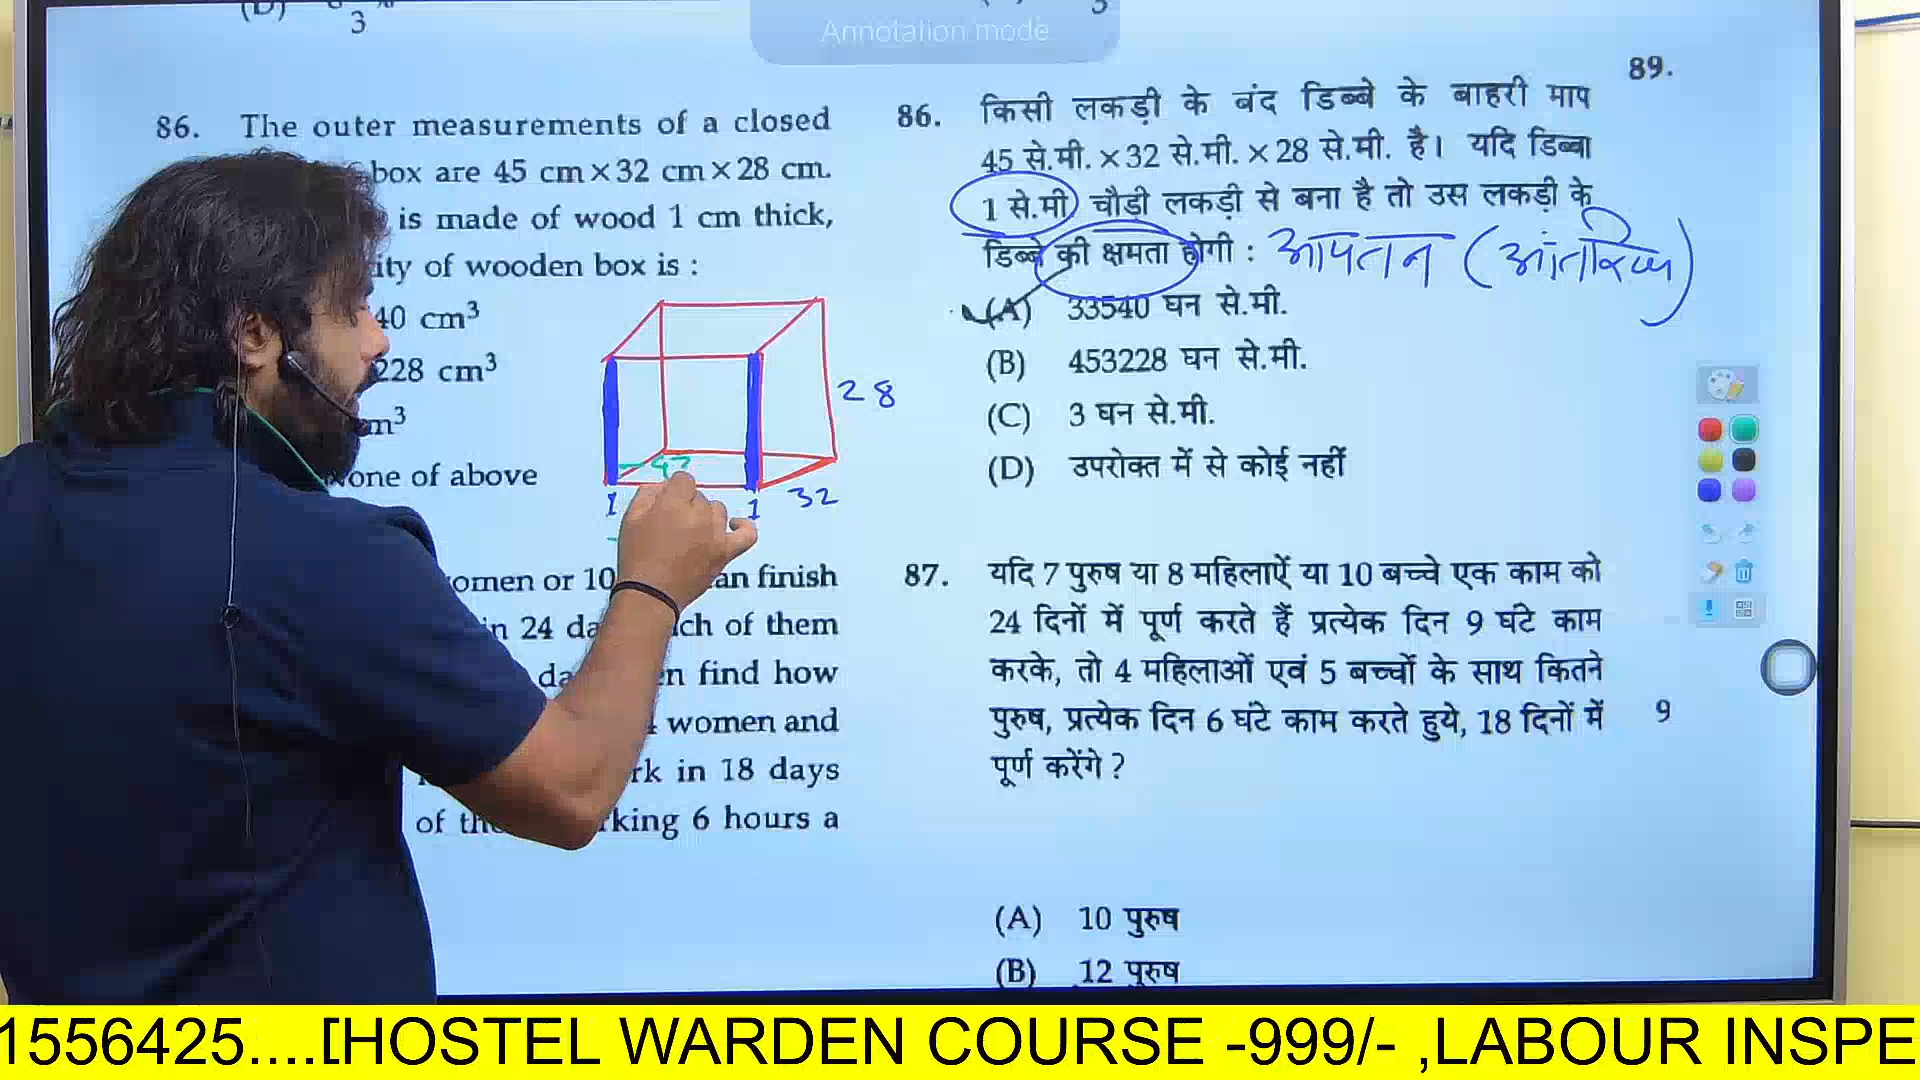 Annotation mode
(D)
3
86. The outer measurements of a closed
box are 45 cm × 32 cm × 28 cm.
is made of wood 1 cm thick,
ity of wooden box is :
40 cm³
228 cm³
m³
one of above
28
32
1
1
omen or 10 an finish
in 24 da ch of them
da n find how
women and
rk in 18 days
of the king 6 hours a
86. किसी लकड़ी के बंद डिब्बे के बाहरी माप
45 से.मी. × 32 से.मी. × 28 से.मी. है। यदि डिब्बा
1 से.मी चौड़ी लकड़ी से बना है तो उस लकड़ी के
डिब्बे की क्षमता होगी :
(A) 33540 घन से.मी.
(B) 453228 घन से.मी.
(C) 3 घन से.मी.
(D) उपरोक्त में से कोई नहीं
87. यदि 7 पुरुष या 8 महिलाऐं या 10 बच्चे एक काम को
24 दिनों में पूर्ण करते हैं प्रत्येक दिन 9 घंटे काम
करके, तो 4 महिलाओं एवं 5 बच्चों के साथ कितने
पुरुष, प्रत्येक दिन 6 घंटे काम करते हुये, 18 दिनों में
पूर्ण करेंगे ?
(A) 10 पुरुष
(B) 12 पुरुष
89.
9
1556425....[HOSTEL WARDEN COURSE -999/- ,LABOUR INSPE